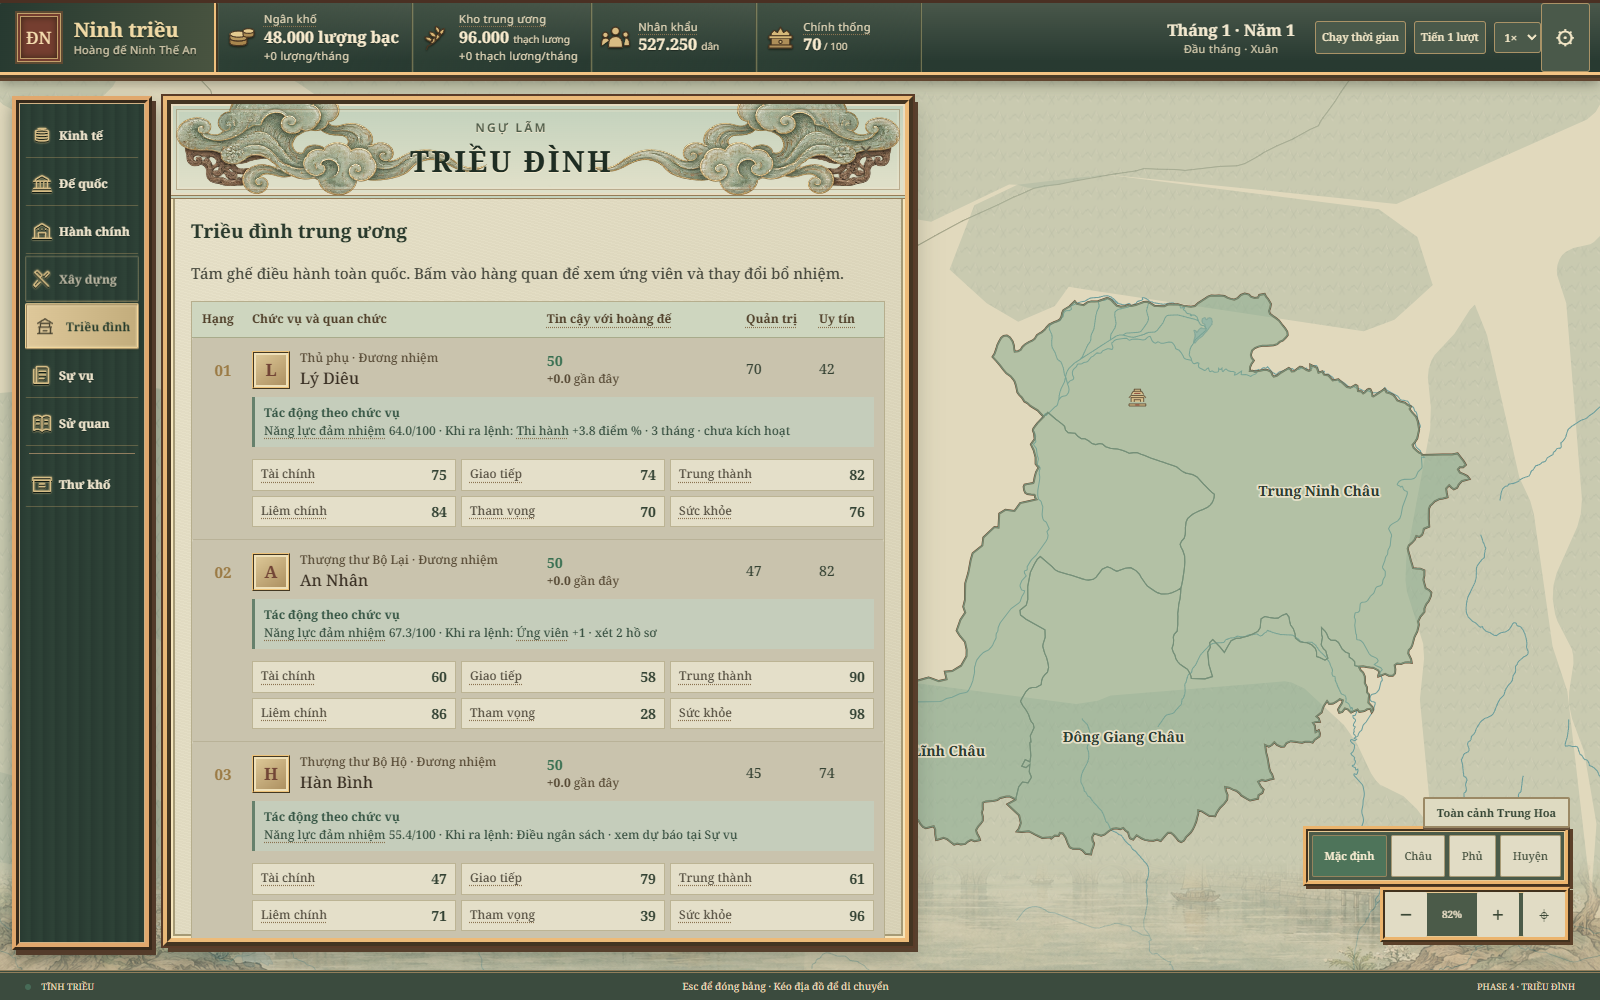 ĐN
Ninh triều
Hoàng đế Ninh Thế An
Ngân khố
48.000 lượng bạc
+0 lượng/tháng
Kho trung ương
96.000 thạch lương
+0 thạch lương/tháng
Nhân khẩu
527.250 dân
Chính thống
70 / 100
Tháng 1 · Năm 1
Đầu tháng · Xuân
Chạy thời gian
Tiến 1 lượt
1×
Kinh tế
Đế quốc
Hành chính
Xây dựng
Triều đình
Sự vụ
Sử quan
Thư khố
NGỰ LÃM
TRIỀU ĐÌNH
Triều đình trung ương
Tám ghế điều hành toàn quốc. Bấm vào hàng quan để xem ứng viên và thay đổi bổ nhiệm.
Hạng Chức vụ và quan chức Tin cậy với hoàng đế Quản trị Uy tín
01 L Thủ phụ · Đương nhiệm
Lý Diêu
50
+0.0 gần đây
70 42
Tác động theo chức vụ
Năng lực đảm nhiệm 64.0/100 · Khi ra lệnh: Thi hành +3.8 điểm % · 3 tháng · chưa kích hoạt
Tài chính 75 Giao tiếp 74 Trung thành 82
Liêm chính 84 Tham vọng 70 Sức khỏe 76
02 A Thượng thư Bộ Lại · Đương nhiệm
An Nhân
50
+0.0 gần đây
47 82
Tác động theo chức vụ
Năng lực đảm nhiệm 67.3/100 · Khi ra lệnh: Ứng viên +1 · xét 2 hồ sơ
Tài chính 60 Giao tiếp 58 Trung thành 90
Liêm chính 86 Tham vọng 28 Sức khỏe 98
03 H Thượng thư Bộ Hộ · Đương nhiệm
Hàn Bình
50
+0.0 gần đây
45 74
Tác động theo chức vụ
Năng lực đảm nhiệm 55.4/100 · Khi ra lệnh: Điều ngân sách · xem dự báo tại Sự vụ
Tài chính 47 Giao tiếp 79 Trung thành 61
Liêm chính 71 Tham vọng 39 Sức khỏe 96
Trung Ninh Châu
Đông Giang Châu
Lĩnh Châu
Toàn cảnh Trung Hoa
Mặc định Châu Phủ Huyện
− 82% +
TĨNH TRIỀU
Esc để đóng bảng · Kéo địa đồ để di chuyển
PHASE 4 · TRIỀU ĐÌNH